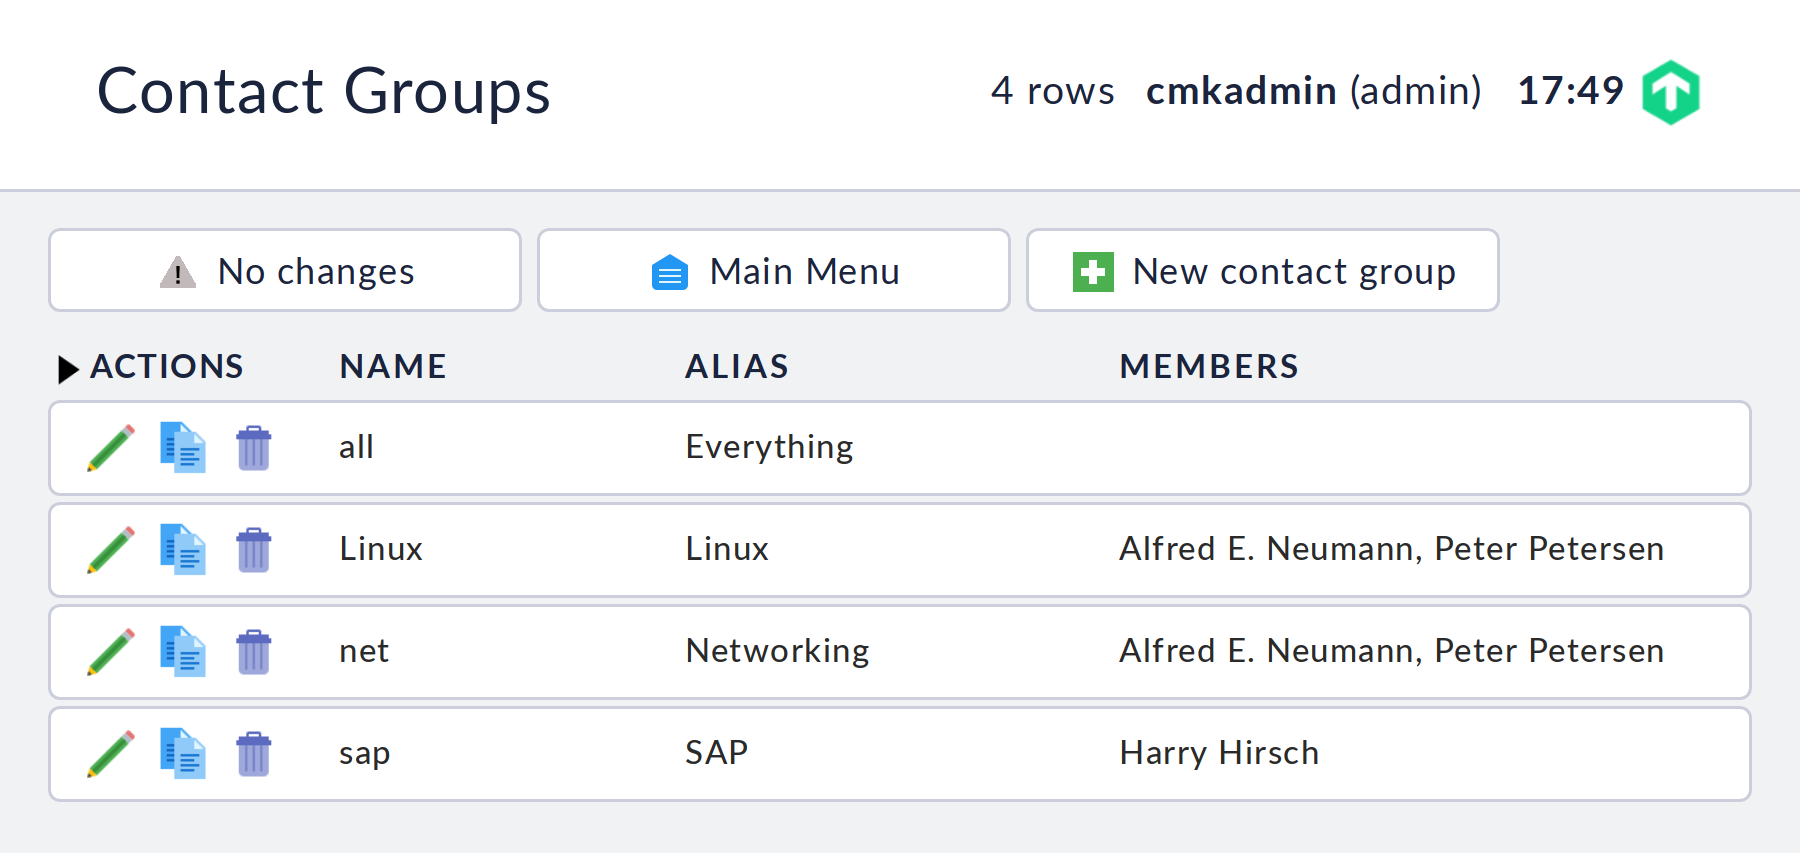 Contact Groups 4 rows cmkadmin (admin) 17:49
No changes Main Menu New contact group
ACTIONS NAME ALIAS MEMBERS
all Everything
Linux Linux Alfred E. Neumann, Peter Petersen
net Networking Alfred E. Neumann, Peter Petersen
sap SAP Harry Hirsch